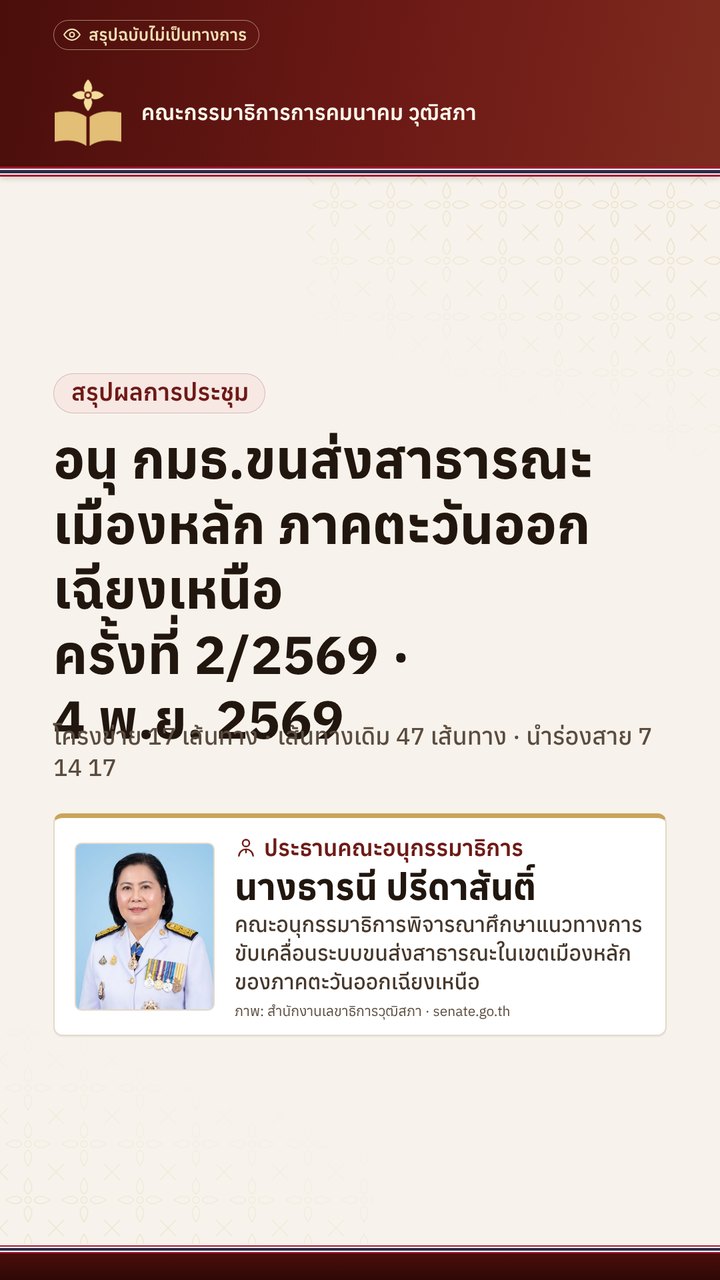 สรุปฉบับไม่เป็นทางการ
คณะกรรมาธิการการคมนาคม วุฒิสภา
สรุปผลการประชุม
อนุ กมธ.ขนส่งสาธารณะ
เมืองหลัก ภาคตะวันออก
เฉียงเหนือ
ครั้งที่ 2/2569 ·
4 พ.ย. 2569
โครงข่าย 17 เส้นทาง · เส้นทางเดิม 47 เส้นทาง · นำร่องสาย 7
14 17
ประธานคณะอนุกรรมาธิการ
นางธารนี ปรีดาสันติ์
คณะอนุกรรมาธิการพิจารณาศึกษาแนวทางการ
ขับเคลื่อนระบบขนส่งสาธารณะในเขตเมืองหลัก
ของภาคตะวันออกเฉียงเหนือ
ภาพ: สำนักงานเลขาธิการวุฒิสภา · senate.go.th